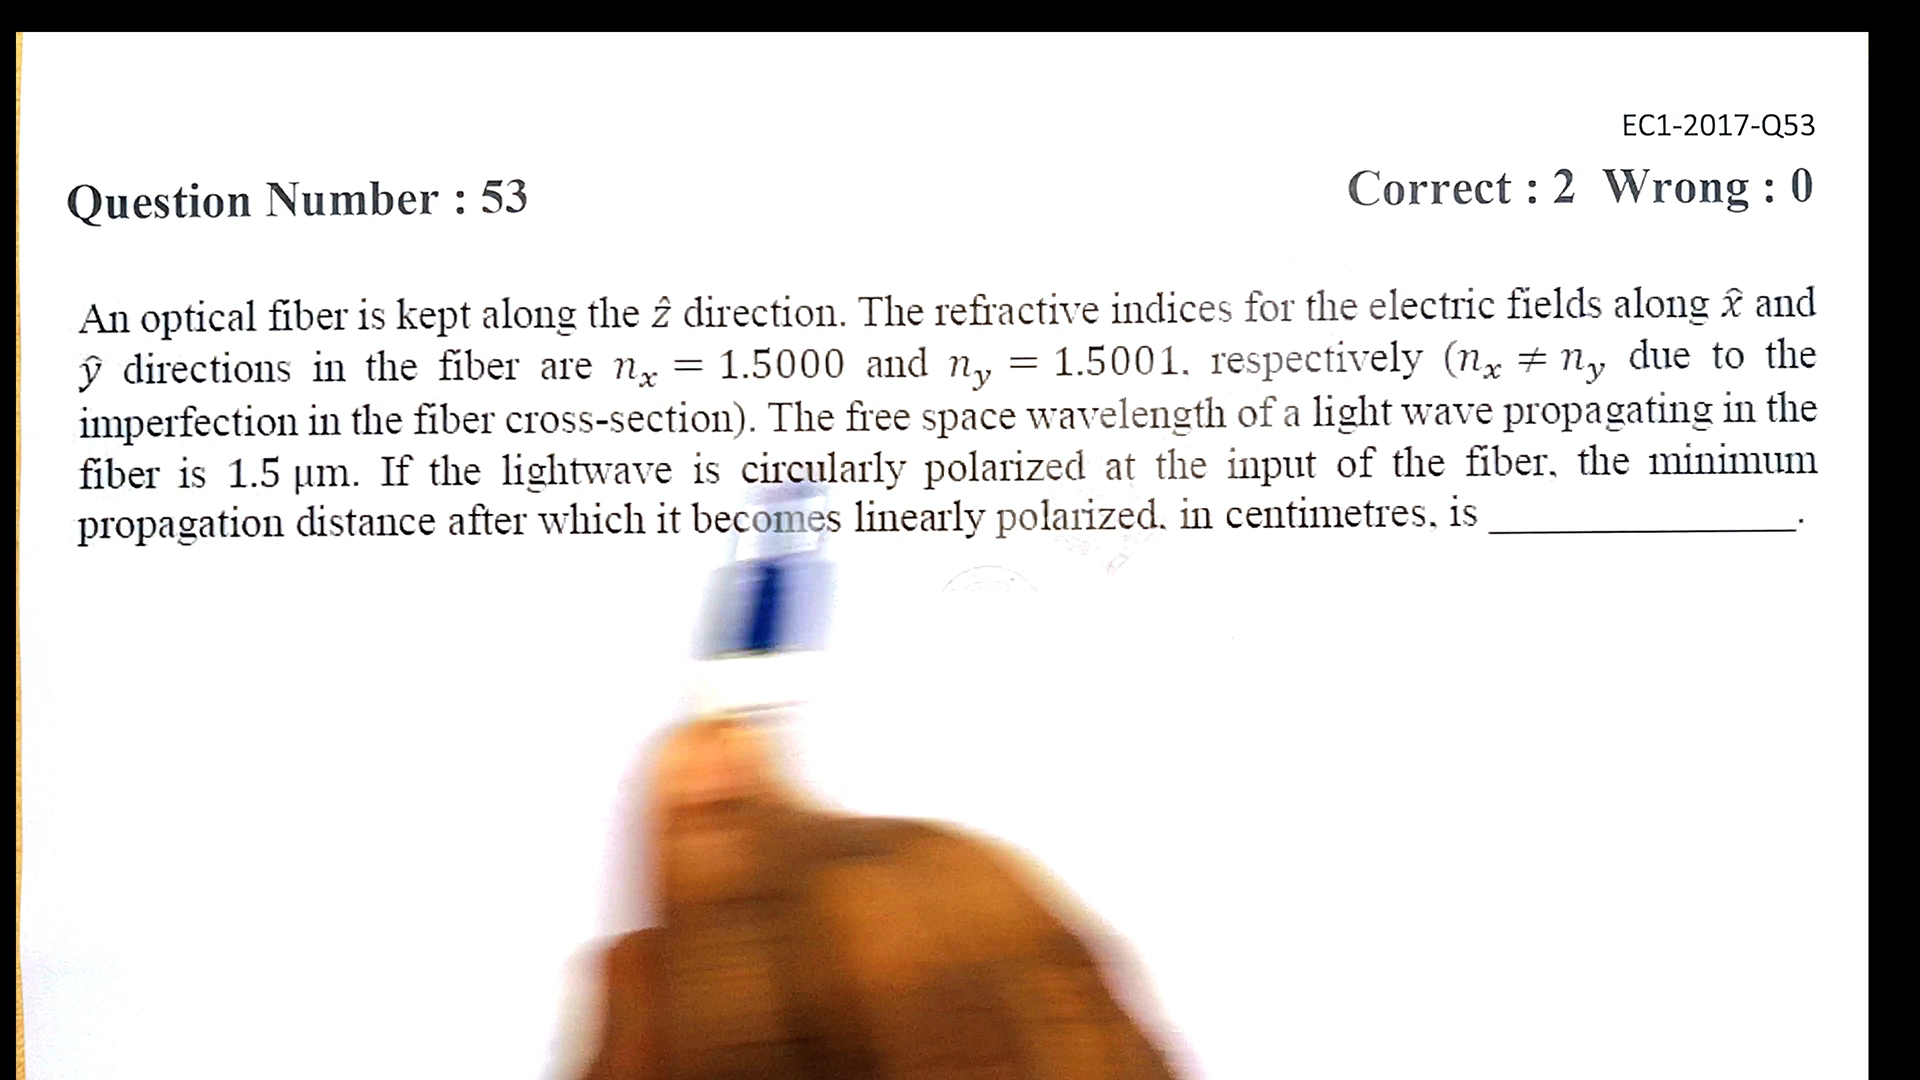 EC1-2017-Q53
Question Number : 53 Correct : 2 Wrong : 0
An optical fiber is kept along the ẑ direction. The refractive indices for the electric fields along x̂ and
ŷ directions in the fiber are nₓ = 1.5000 and n_y = 1.5001, respectively (nₓ ≠ n_y due to the
imperfection in the fiber cross-section). The free space wavelength of a light wave propagating in the
fiber is 1.5 μm. If the lightwave is circularly polarized at the input of the fiber, the minimum
propagation distance after which it becomes linearly polarized, in centimetres, is ____________.